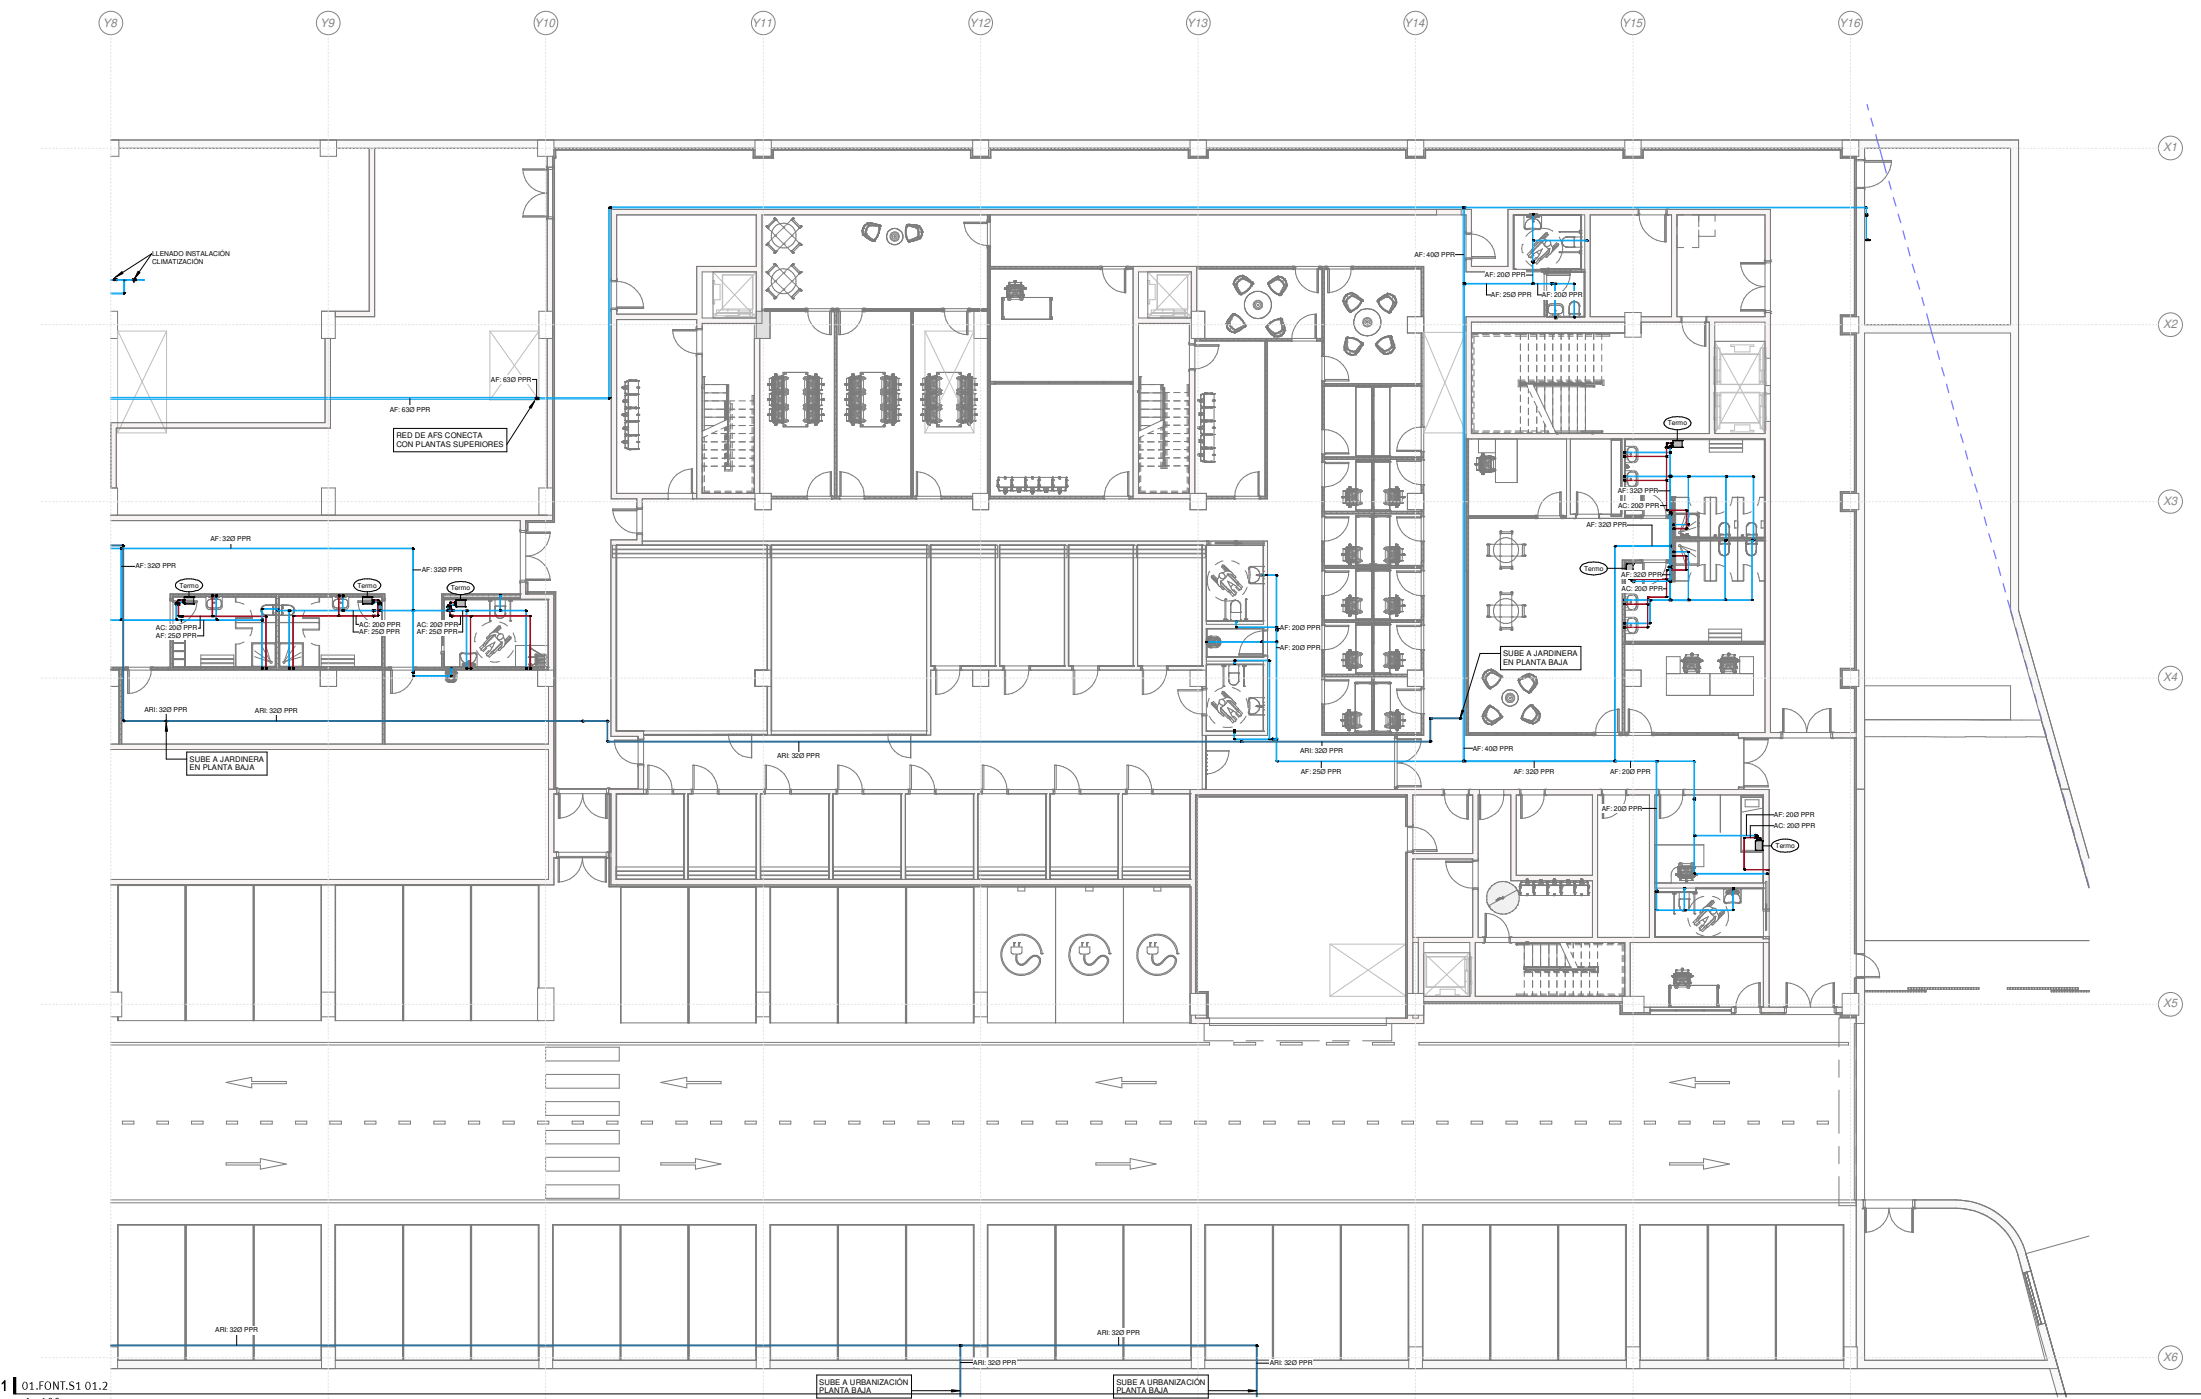 Y8 Y9 Y10 Y11 Y12 Y13 Y14 Y15 Y16
X1
LLENADO INSTALACIÓN
CLIMATIZACIÓN
AF: 40Ø PPR
AF: 20Ø PPR
AF: 25Ø PPR
AF: 20Ø PPR
X2
AF: 63Ø PPR
AF: 63Ø PPR
RED DE AFS CONECTA
CON PLANTAS SUPERIORES
Termo
AF: 32Ø PPR
AC: 20Ø PPR
X3
AF: 32Ø PPR
AF: 32Ø PPR
AF: 32Ø PPR
AF: 32Ø PPR
Termo
AF: 32Ø PPR
AC: 20Ø PPR
Termo
Termo
Termo
AC: 20Ø PPR
AF: 25Ø PPR
AC: 20Ø PPR
AF: 25Ø PPR
AC: 20Ø PPR
AF: 25Ø PPR
AF: 20Ø PPR
AF: 20Ø PPR
SUBE A JARDINERA
EN PLANTA BAJA
X4
ARI: 32Ø PPR
ARI: 32Ø PPR
SUBE A JARDINERA
EN PLANTA BAJA
ARI: 32Ø PPR
ARI: 32Ø PPR
AF: 40Ø PPR
AF: 25Ø PPR
AF: 32Ø PPR
AF: 20Ø PPR
AF: 20Ø PPR
AF: 20Ø PPR
AC: 20Ø PPR
Termo
X5
ARI: 32Ø PPR
ARI: 32Ø PPR
X6
ARI: 32Ø PPR
ARI: 32Ø PPR
SUBE A URBANIZACIÓN
PLANTA BAJA
SUBE A URBANIZACIÓN
PLANTA BAJA
1 01.FONT.S1 01.2